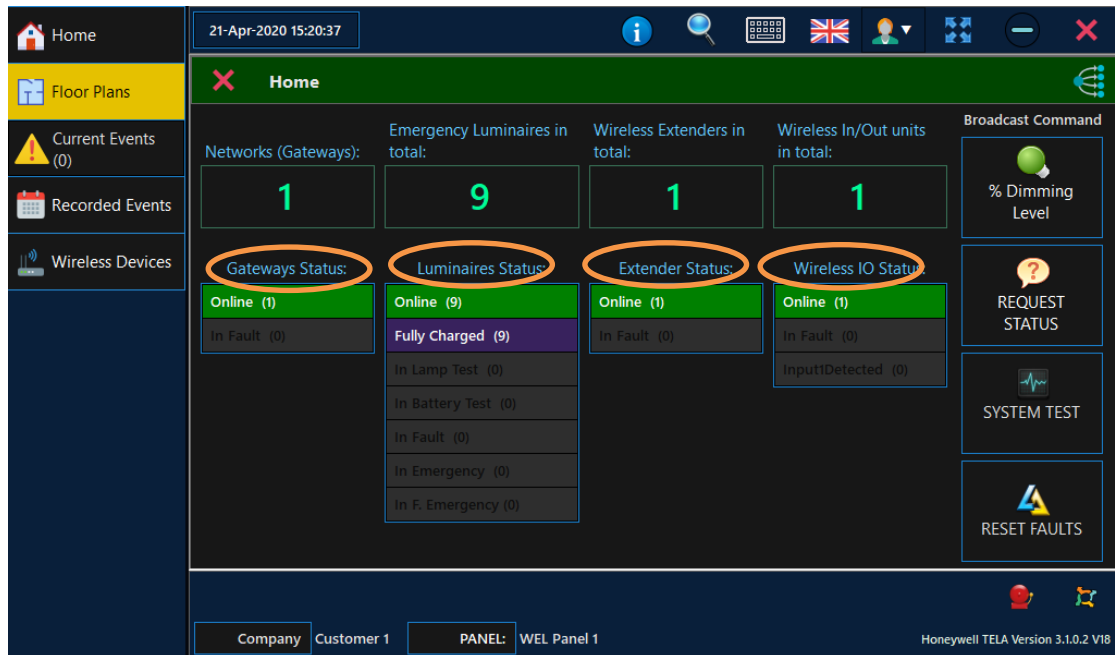 Home
Floor Plans
Current Events
(0)
Recorded Events
Wireless Devices
21-Apr-2020 15:20:37
Home
Networks (Gateways):
1
Emergency Luminaires in
total:
9
Wireless Extenders in
total:
1
Wireless In/Out units
in total:
1
Gateways Status:
Online (1)
In Fault (0)
Luminaires Status:
Online (9)
Fully Charged (9)
In Lamp Test (0)
In Battery Test (0)
In Fault (0)
In Emergency (0)
In F. Emergency (0)
Extender Status:
Online (1)
In Fault (0)
Wireless IO Status:
Online (1)
In Fault (0)
Input1Detected (0)
Broadcast Command
% Dimming
Level
REQUEST
STATUS
SYSTEM TEST
RESET FAULTS
Company Customer 1 PANEL: WEL Panel 1
Honeywell TELA Version 3.1.0.2 V18